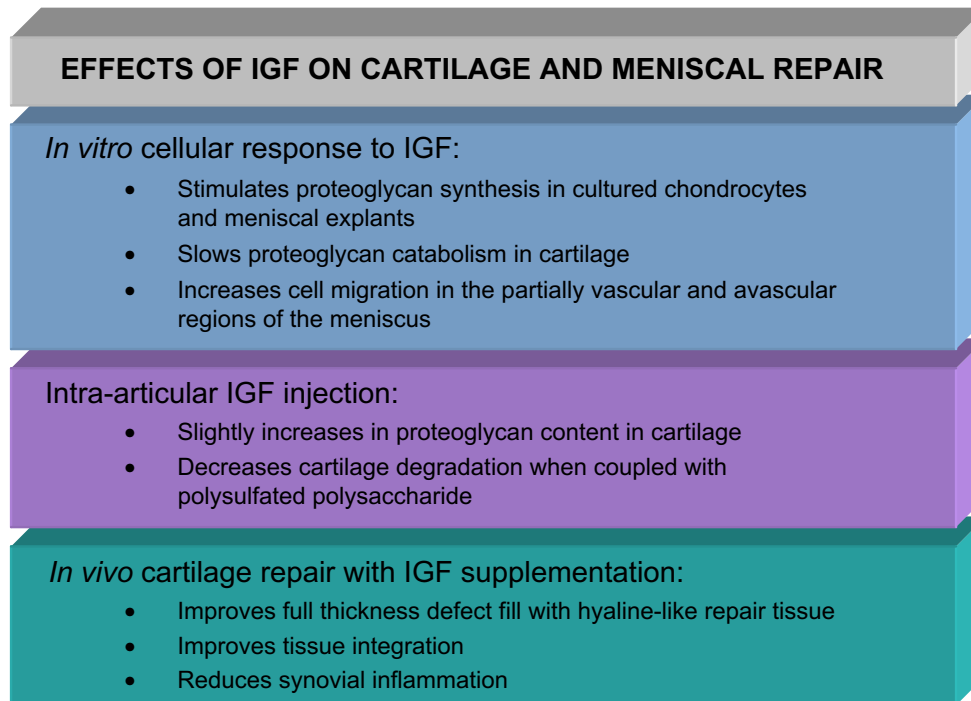 EFFECTS OF IGF ON CARTILAGE AND MENISCAL REPAIR
In vitro cellular response to IGF:
• Stimulates proteoglycan synthesis in cultured chondrocytes
and meniscal explants
• Slows proteoglycan catabolism in cartilage
• Increases cell migration in the partially vascular and avascular
regions of the meniscus
Intra-articular IGF injection:
• Slightly increases in proteoglycan content in cartilage
• Decreases cartilage degradation when coupled with
polysulfated polysaccharide
In vivo cartilage repair with IGF supplementation:
• Improves full thickness defect fill with hyaline-like repair tissue
• Improves tissue integration
• Reduces synovial inflammation